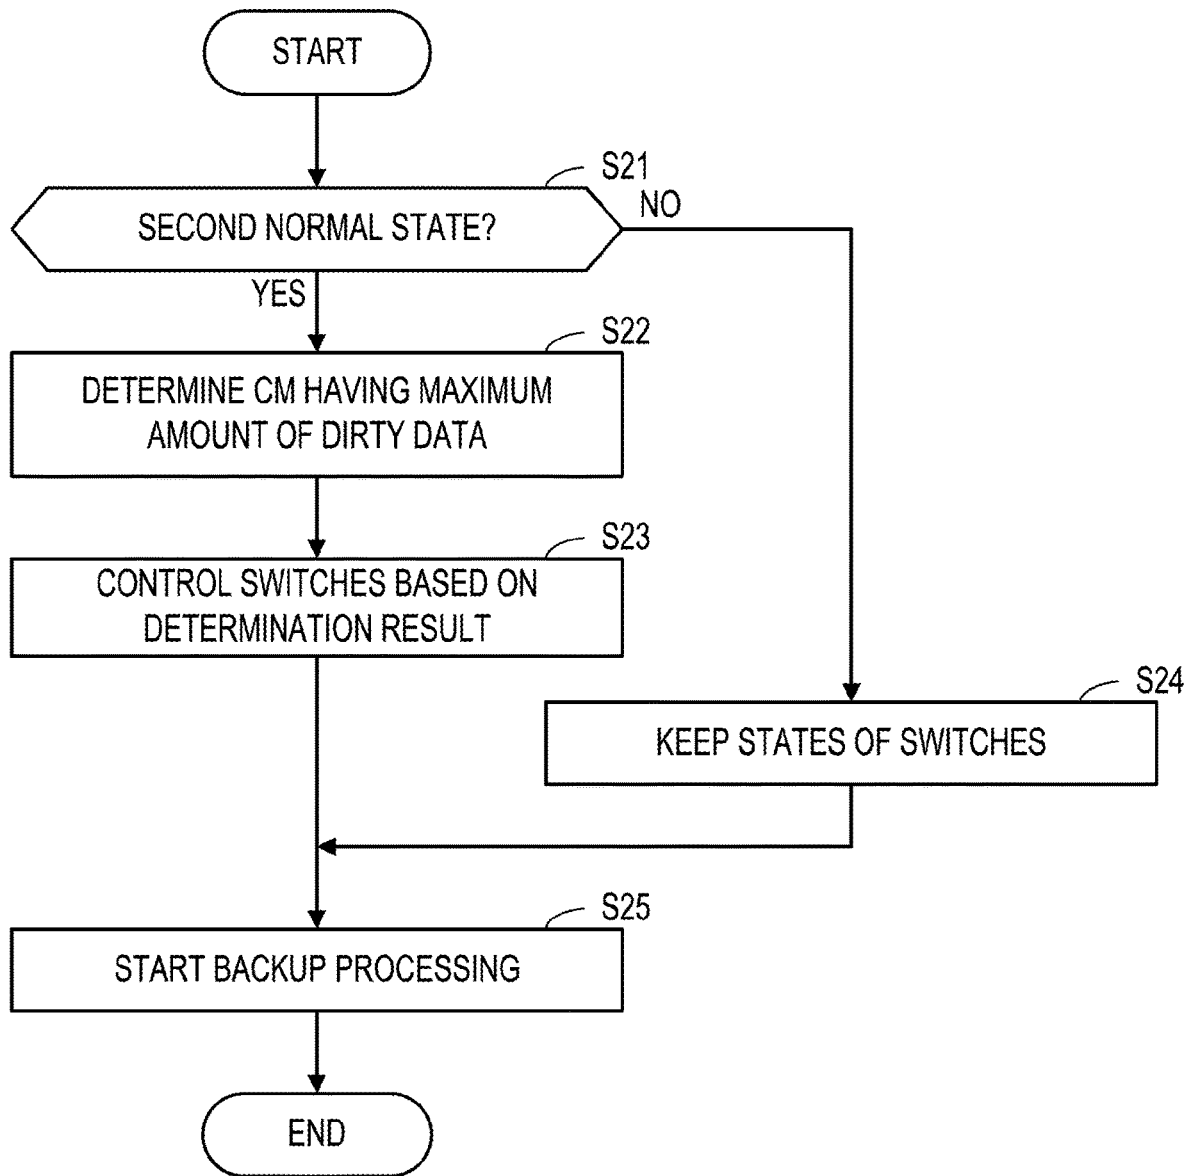 START
S21
SECOND NORMAL STATE?
NO
YES
S22
DETERMINE CM HAVING MAXIMUM
AMOUNT OF DIRTY DATA
S23
CONTROL SWITCHES BASED ON
DETERMINATION RESULT
S24
KEEP STATES OF SWITCHES
S25
START BACKUP PROCESSING
END